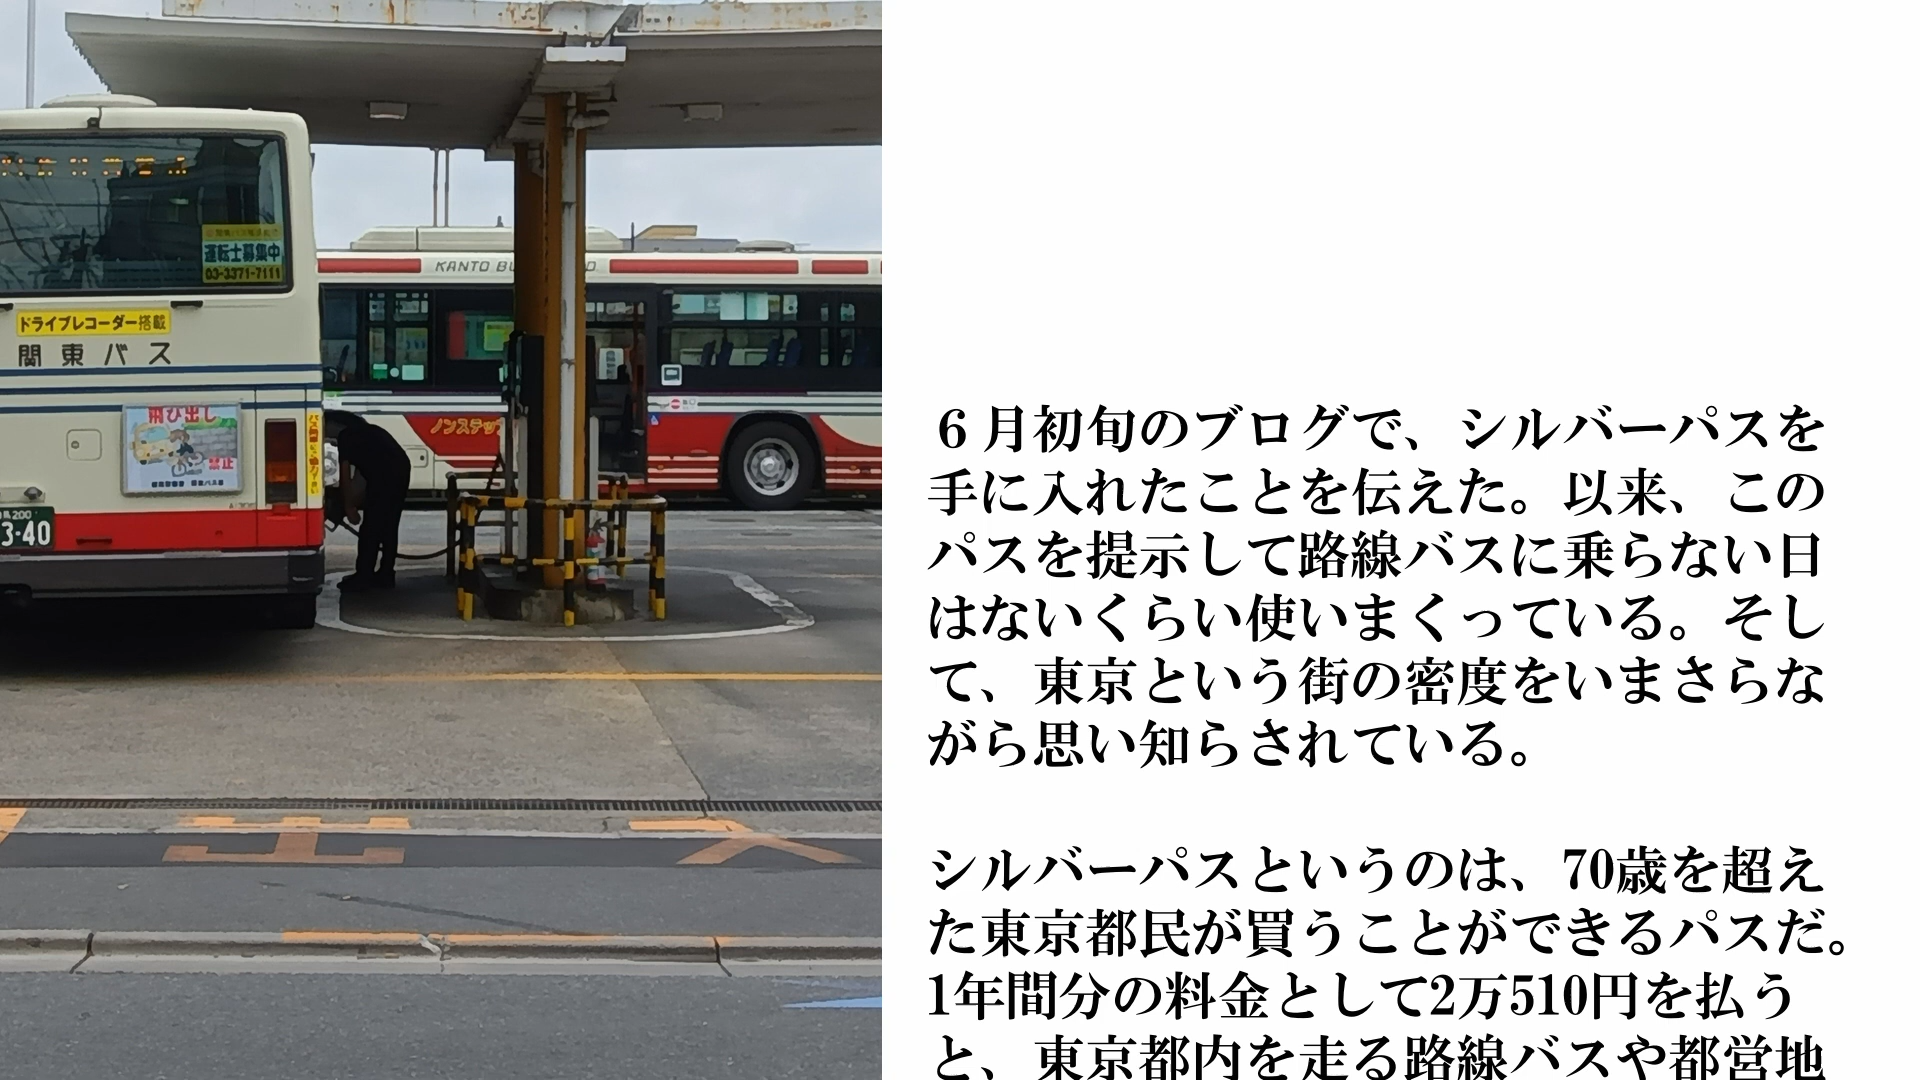 運転士募集中
03-3371-7111
ドライブレコーダー搭載
関東バス
飛び出し
禁止
200
3-40
KANTO BU
ノンステッ
６月初旬のブログで、シルバーパスを
手に入れたことを伝えた。以来、この
パスを提示して路線バスに乗らない日
はないくらい使いまくっている。そし
て、東京という街の密度をいまさらな
がら思い知らされている。
シルバーパスというのは、70歳を超え
た東京都民が買うことができるパスだ。
1年間分の料金として2万510円を払う
と、東京都内を走る路線バスや都営地